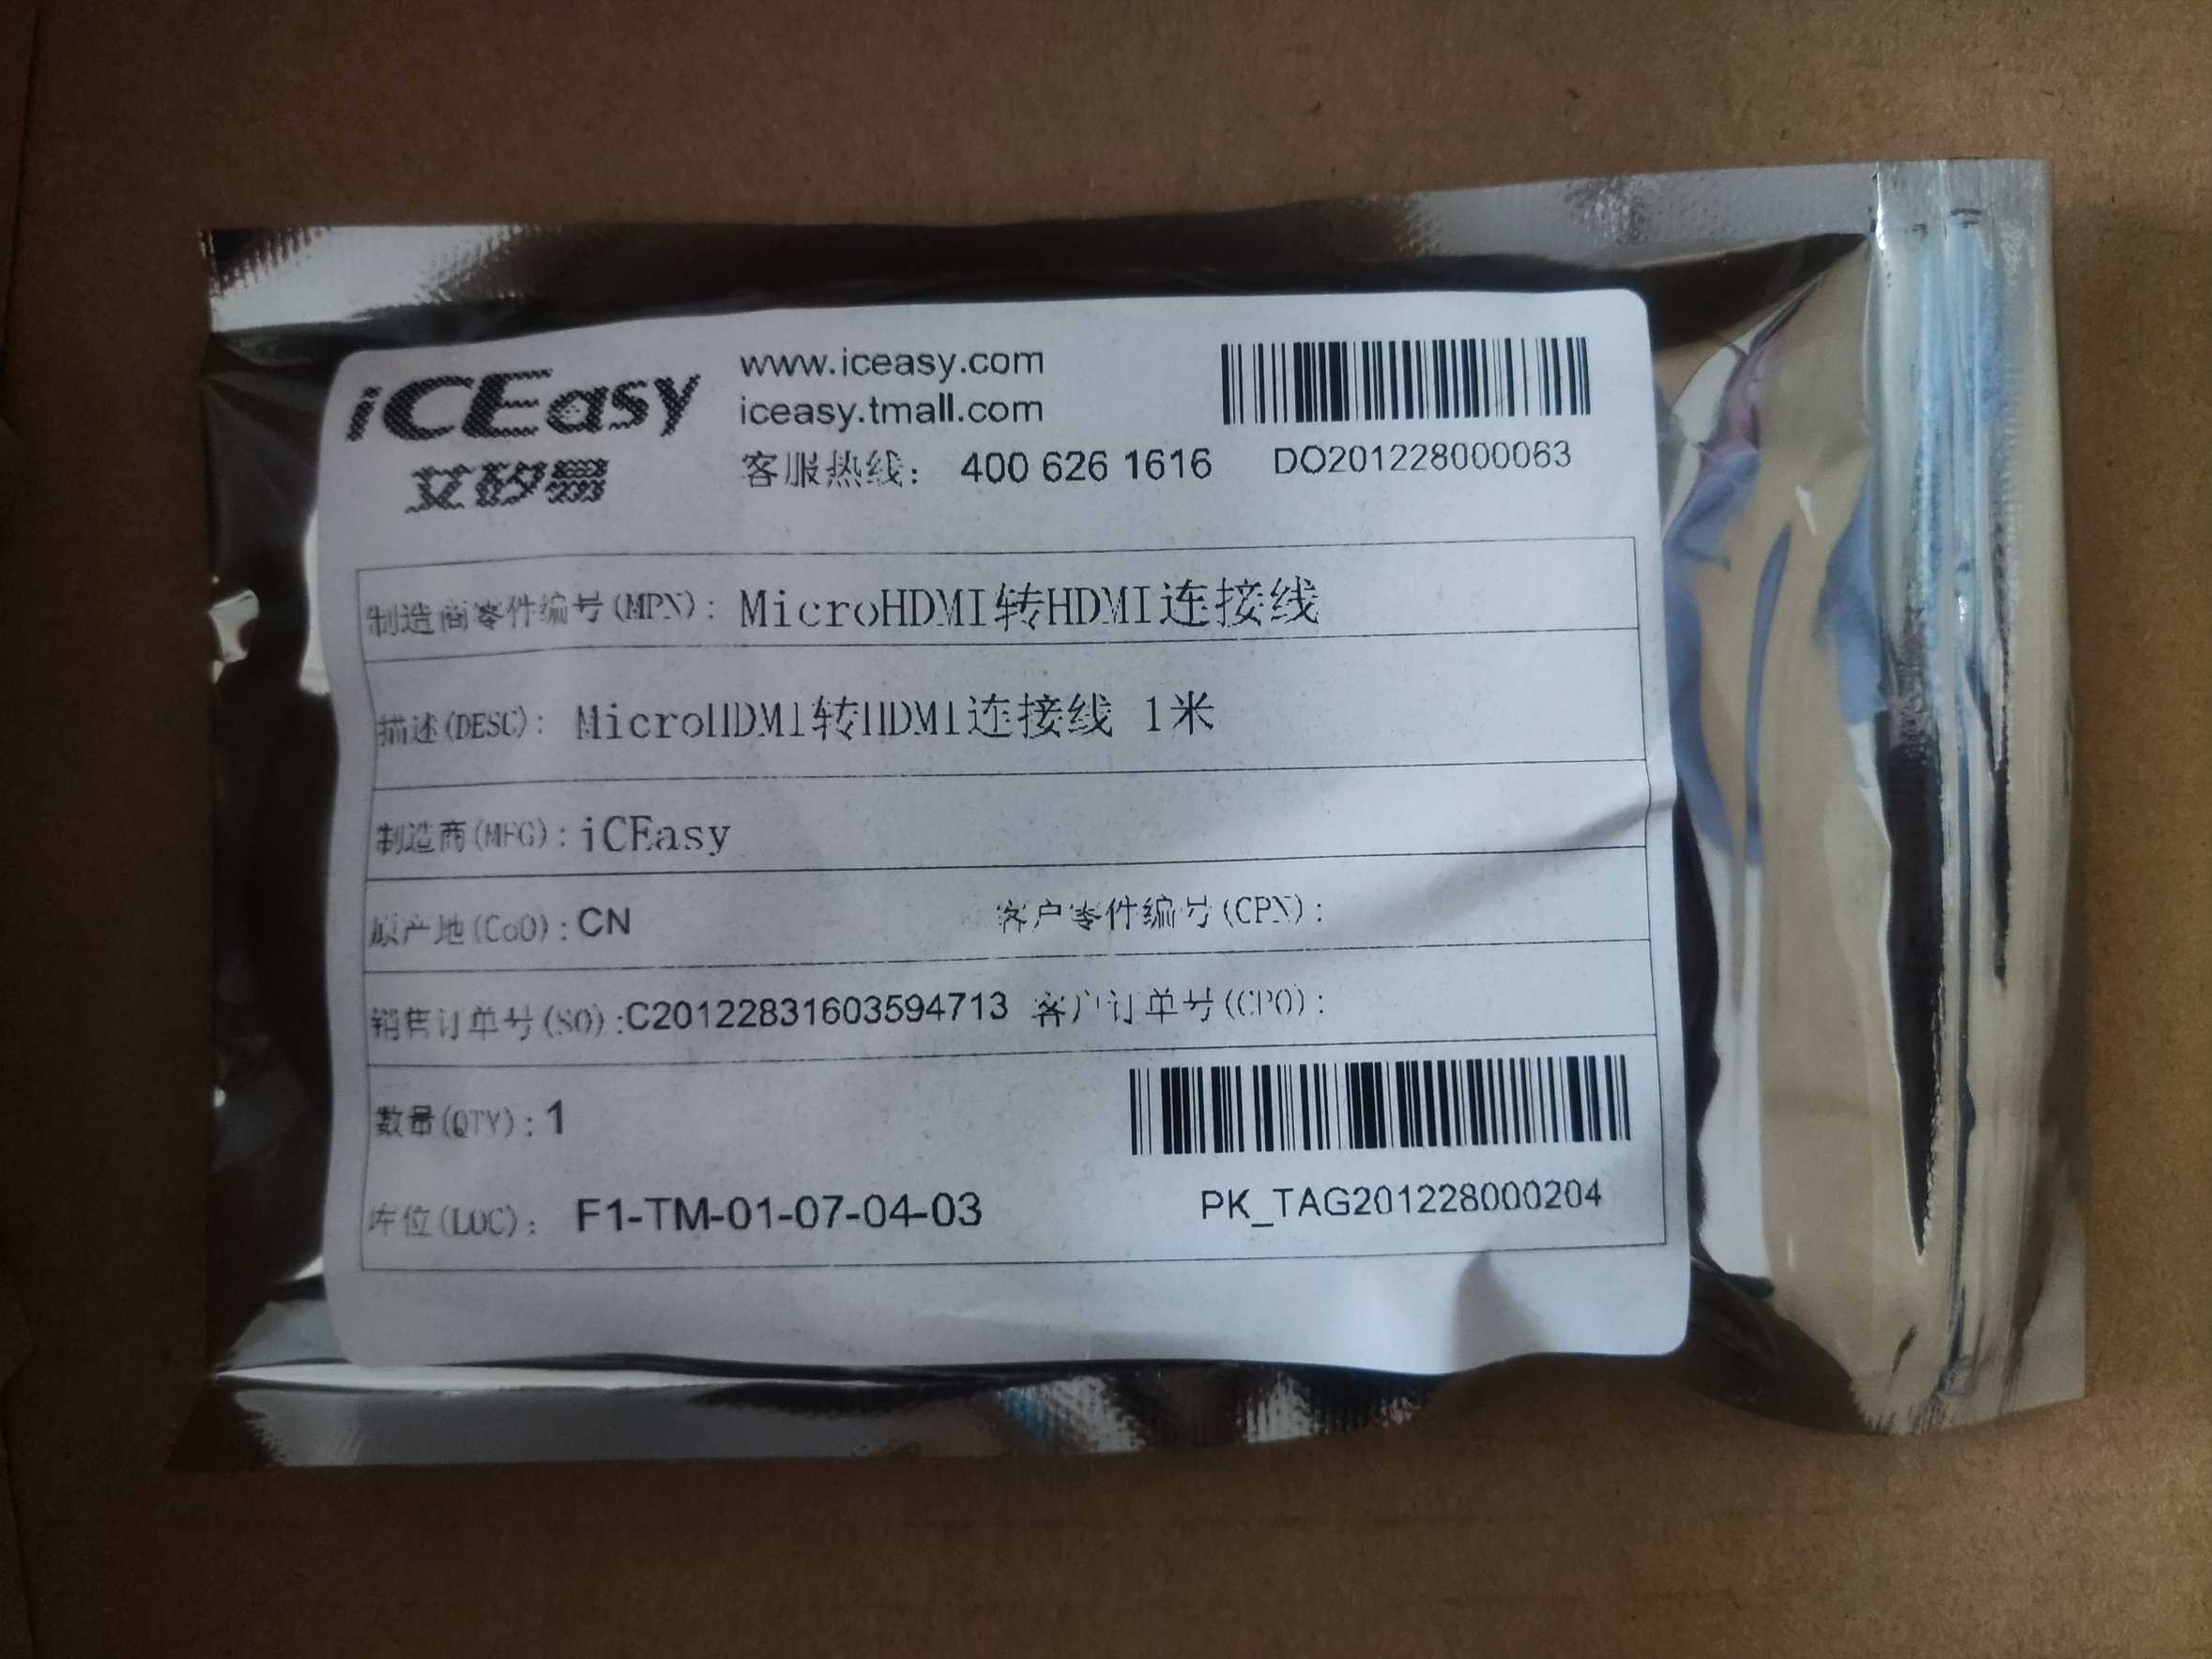 iCEasy
艾矽易
www.iceasy.com
iceasy.tmall.com
客服热线： 400 626 1616
DO201228000063
制造商零件编号(MPN)： MicroHDMI转HDMI连接线
描述(DESC)： MicroHDMI转HDMI连接线 1米
制造商(MFG)：iCEasy
原产地(CoO)：CN 客户零件编号(CPN)：
销售订单号(SO)：C20122831603594713 客户订单号(CPO)：
数量(QTY)：1
库位(LOC)： F1-TM-01-07-04-03
PK_TAG201228000204